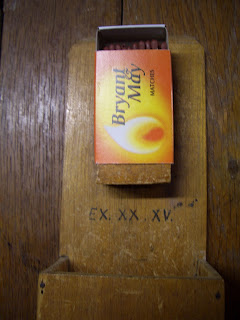 Bryant
&
May
MATCHES
EX. XX. XV.